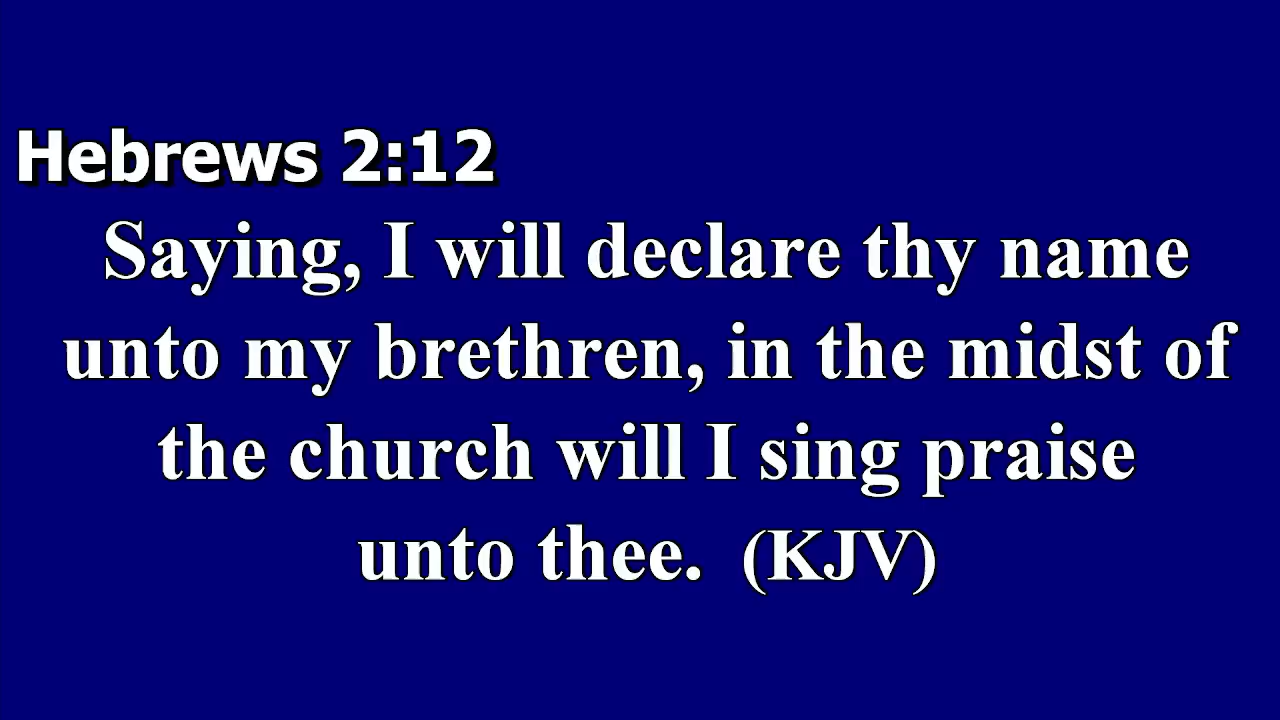 Hebrews 2:12
Saying, I will declare thy name
unto my brethren, in the midst of
the church will I sing praise
unto thee.  (KJV)